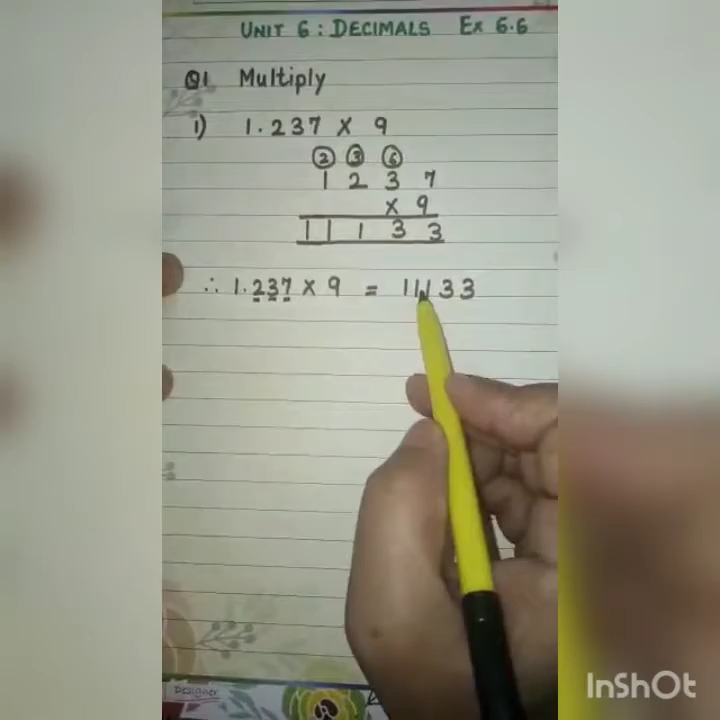 UNIT 6 : DECIMALS EX 6.6
Q1 Multiply
1) 1.237 X 9
2 3 6
1 2 3 7
X 9
1 1 1 3 3
∴ 1.237 X 9 = 11.133
Designer
InShOt